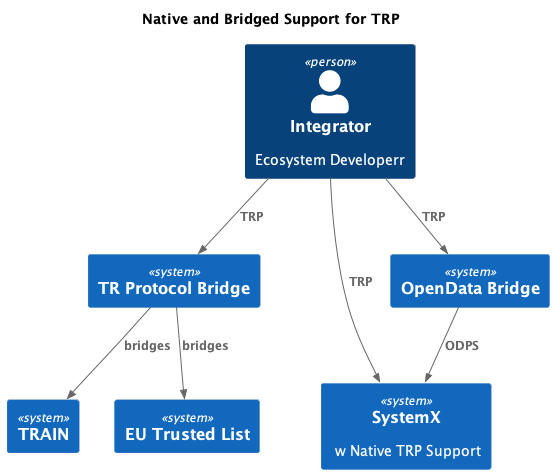 Native and Bridged Support for TRP
«person»
Integrator
Ecosystem Developerr
TRP
TRP
TRP
«system»
TR Protocol Bridge
«system»
OpenData Bridge
bridges
bridges
ODPS
«system»
TRAIN
«system»
EU Trusted List
«system»
SystemX
w Native TRP Support